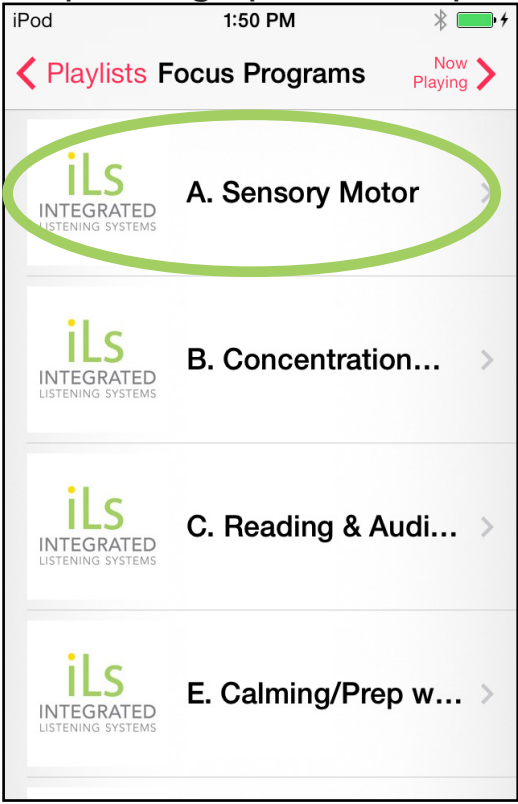 iPod 1:50 PM
Playlists Focus Programs Now Playing
iLs
INTEGRATED
LISTENING SYSTEMS
A. Sensory Motor
iLs
INTEGRATED
LISTENING SYSTEMS
B. Concentration...
iLs
INTEGRATED
LISTENING SYSTEMS
C. Reading & Audi...
iLs
INTEGRATED
LISTENING SYSTEMS
E. Calming/Prep w...